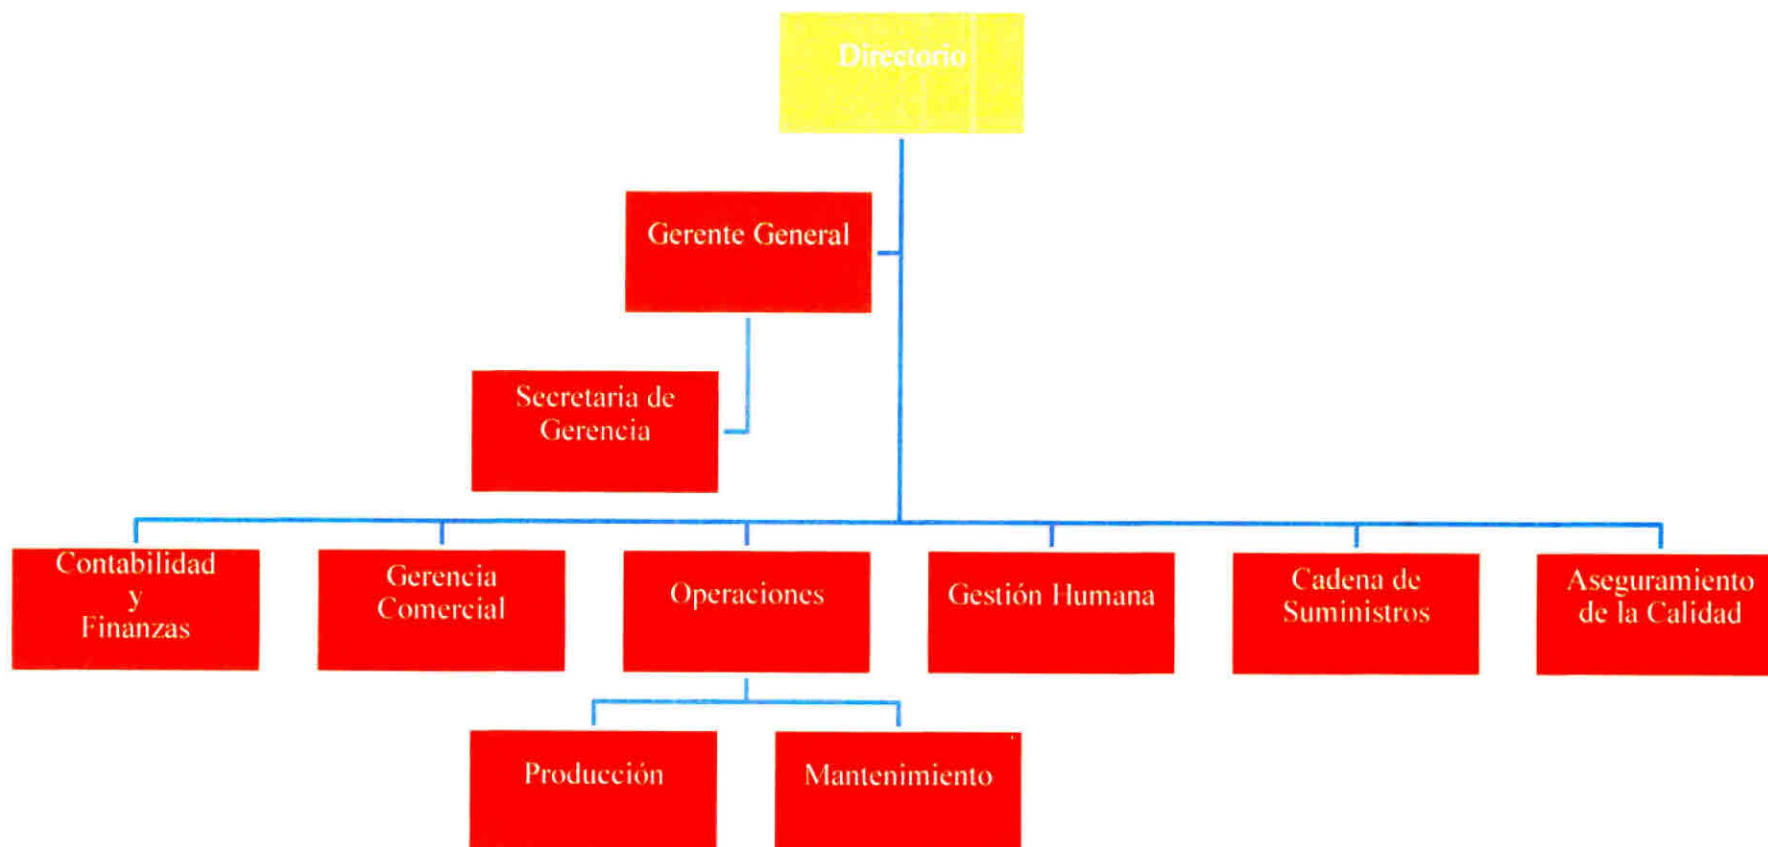 Directorio
Gerente General
Secretaria de
Gerencia
Contabilidad
y
Finanzas
Gerencia
Comercial
Operaciones
Gestión Humana
Cadena de
Suministros
Aseguramiento
de la Calidad
Producción
Mantenimiento